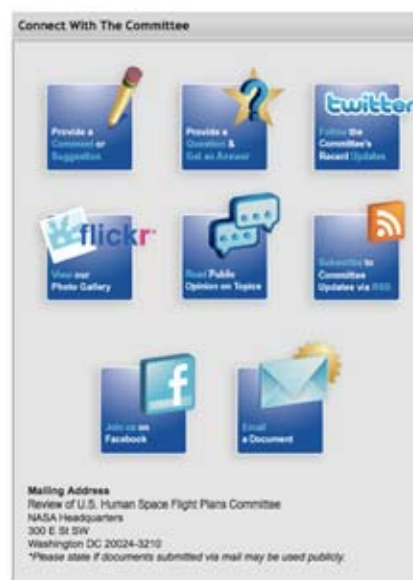 Connect With The Committee
Provide a
Comment or
Suggestion
Provide a
Question &
Get an Answer
twitter
Follow the
Committee's
Recent Updates
flickr
View our
Photo Gallery
Read Public
Opinion on Topics
Subscribe to
Committee
Updates via RSS
f
Join us on
Facebook
Email
a Document
Mailing Address
Review of U.S. Human Space Flight Plans Committee
NASA Headquarters
300 E St SW
Washington DC 20024-3210
*Please state if documents submitted via mail may be used publicly.